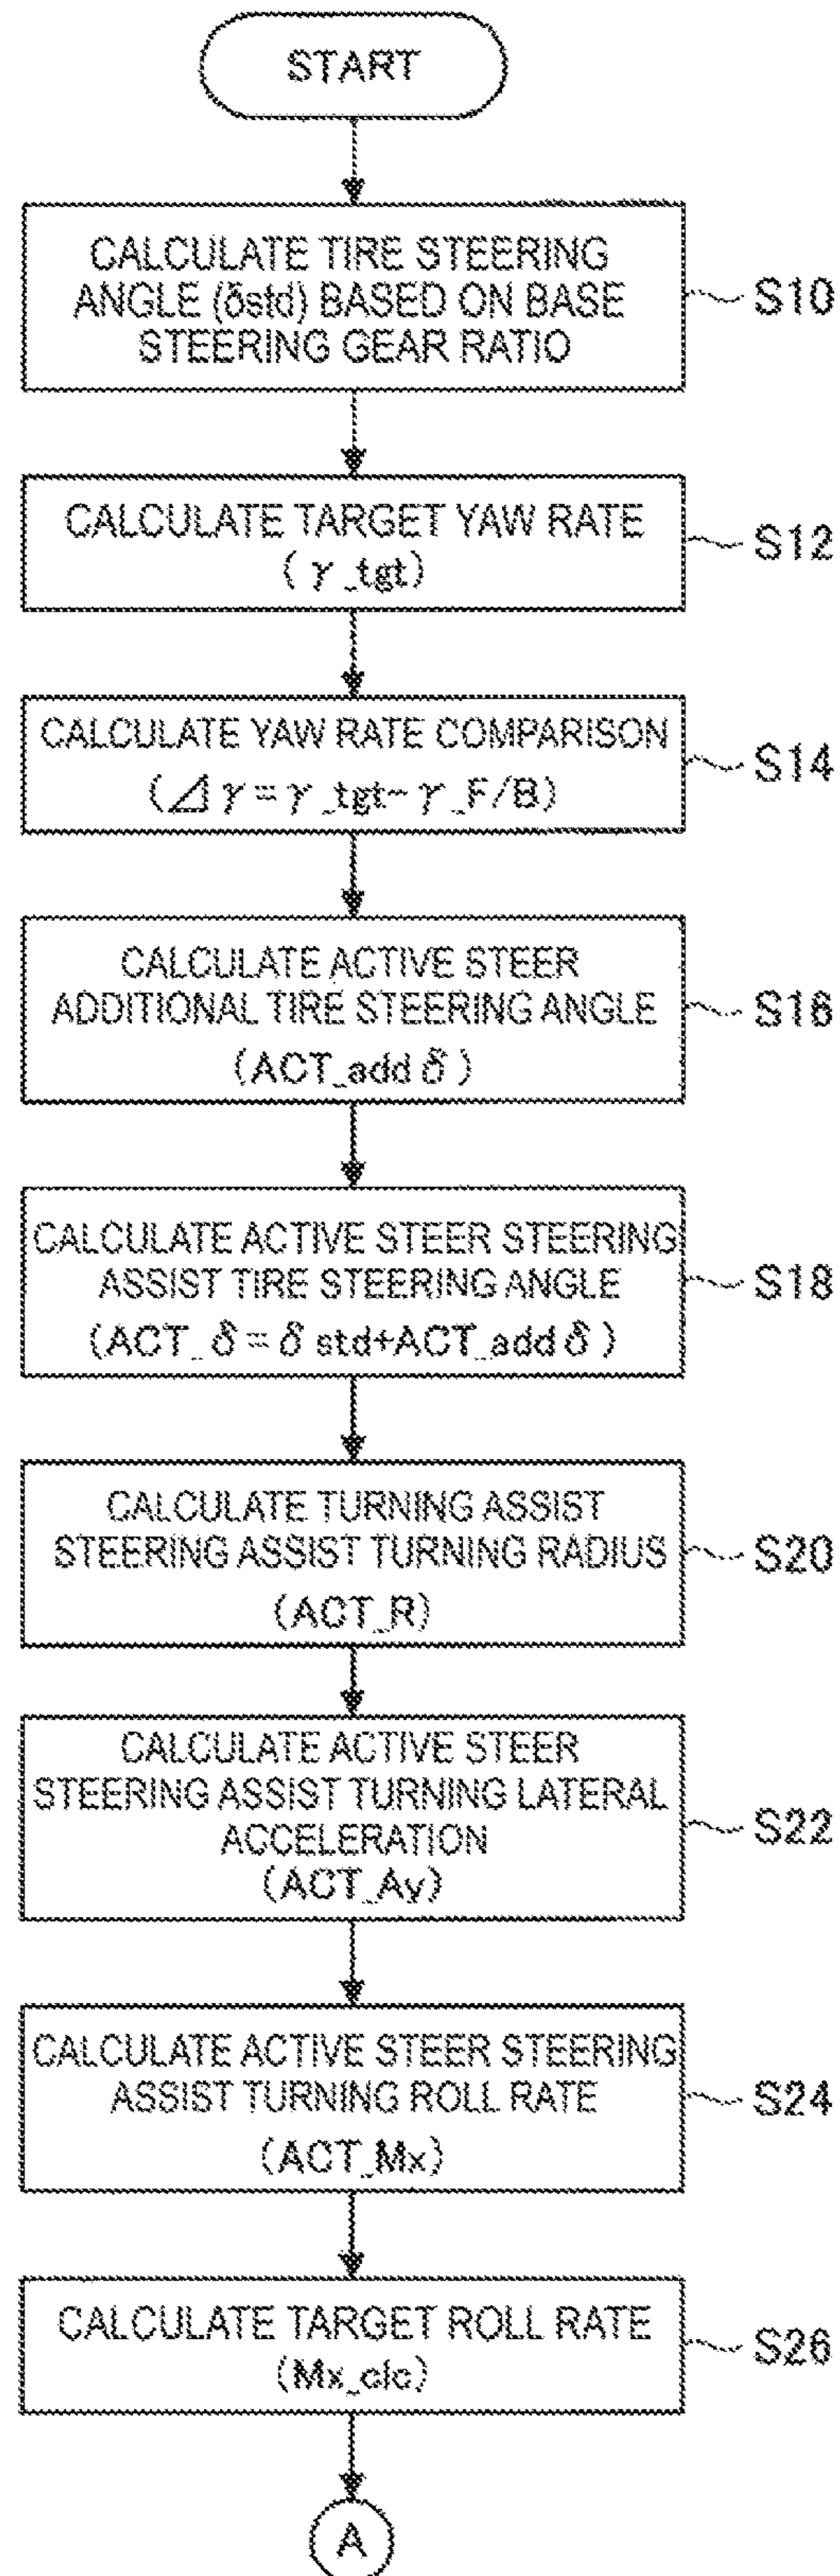 START
CALCULATE TIRE STEERING
ANGLE (δstd) BASED ON BASE
STEERING GEAR RATIO
S10
CALCULATE TARGET YAW RATE
(γ_tgt)
S12
CALCULATE YAW RATE COMPARISON
(⊿γ=γ_tgt-γ_F/B)
S14
CALCULATE ACTIVE STEER
ADDITIONAL TIRE STEERING ANGLE
(ACT_addδ)
S16
CALCULATE ACTIVE STEER STEERING
ASSIST TIRE STEERING ANGLE
(ACT_δ=δstd+ACT_addδ)
S18
CALCULATE TURNING ASSIST
STEERING ASSIST TURNING RADIUS
(ACT_R)
S20
CALCULATE ACTIVE STEER
STEERING ASSIST TURNING LATERAL
ACCELERATION
(ACT_Ay)
S22
CALCULATE ACTIVE STEER STEERING
ASSIST TURNING ROLL RATE
(ACT_Mx)
S24
CALCULATE TARGET ROLL RATE
(Mx_clc)
S26
A